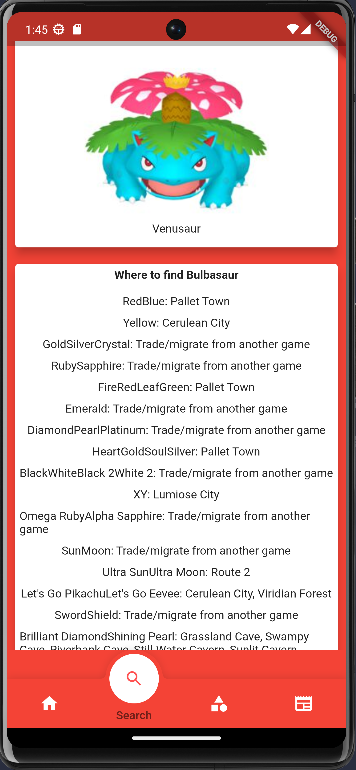 1:45
DEBUG
Venusaur
Where to find Bulbasaur
RedBlue: Pallet Town
Yellow: Cerulean City
GoldSilverCrystal: Trade/migrate from another game
RubySapphire: Trade/migrate from another game
FireRedLeafGreen: Pallet Town
Emerald: Trade/migrate from another game
DiamondPearlPlatinum: Trade/migrate from another game
HeartGoldSoulSilver: Pallet Town
BlackWhiteBlack 2White 2: Trade/migrate from another game
XY: Lumiose City
Omega RubyAlpha Sapphire: Trade/migrate from another
game
SunMoon: Trade/migrate from another game
Ultra SunUltra Moon: Route 2
Let's Go PikachuLet's Go Eevee: Cerulean City, Viridian Forest
SwordShield: Trade/migrate from another game
Brilliant DiamondShining Pearl: Grassland Cave, Swampy
Cave, Riverbank Cave, Still Water Cavern, Sunlit Cavern
Search